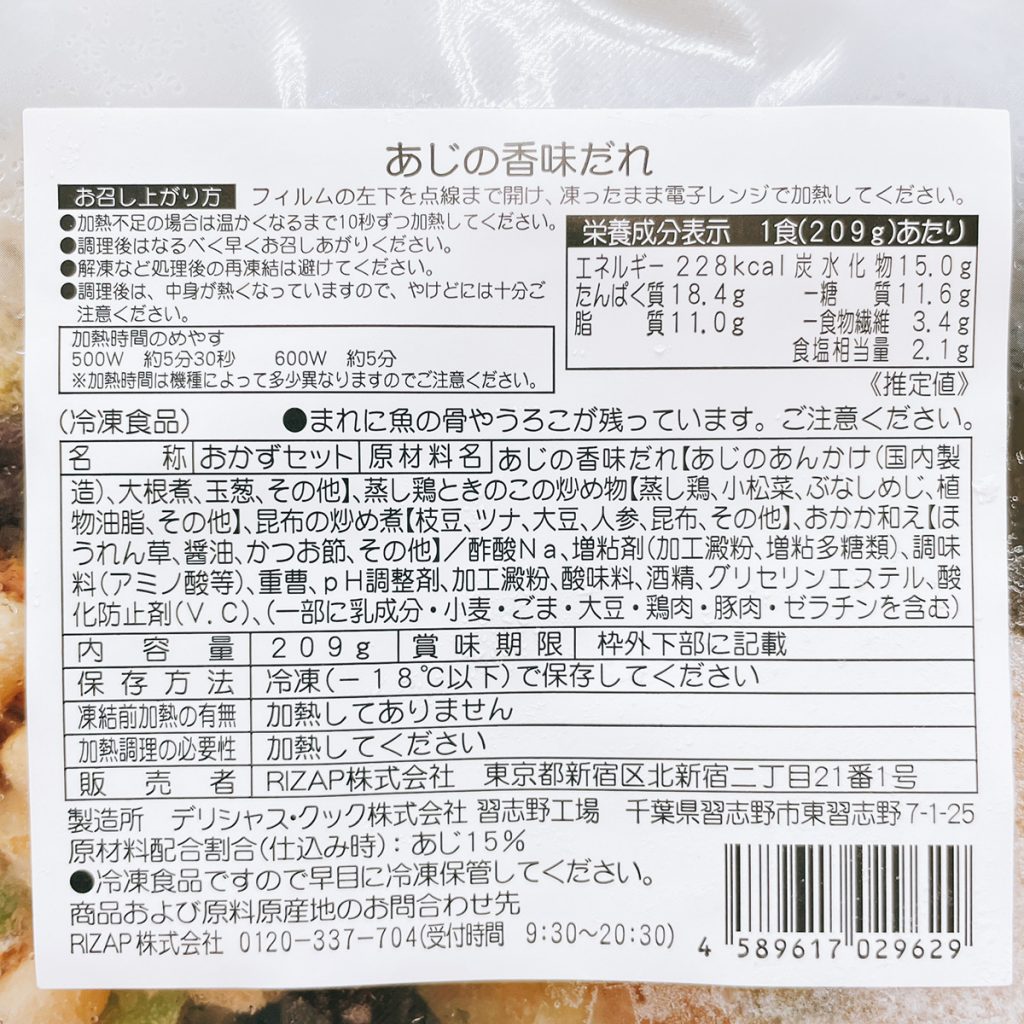 あじの香味だれ
お召し上がり方 フィルムの左下を点線まで開け、凍ったまま電子レンジで加熱してください。
●加熱不足の場合は温かくなるまで10秒ずつ加熱してください。
●調理後はなるべく早くお召しあがりください。
●解凍など処理後の再凍結は避けてください。
●調理後は、中身が熱くなっていますので、やけどには十分ご
注意ください。
加熱時間のめやす
500W 約5分30秒 600W 約5分
※加熱時間は機種によって多少異なりますのでご注意ください。
栄養成分表示 1食(209g)あたり
エネルギー 228kcal 炭水化物 15.0g
たんぱく質 18.4g ー糖質 11.6g
脂質 11.0g ー食物繊維 3.4g
食塩相当量 2.1g
《推定値》
(冷凍食品) ●まれに魚の骨やうろこが残っています。ご注意ください。
名称 おかずセット 原材料名 あじの香味だれ【あじのあんかけ(国内製
造)、大根煮、玉葱、その他】、蒸し鶏ときのこの炒め物【蒸し鶏、小松菜、ぶなしめじ、植
物油脂、その他】、昆布の炒め煮【枝豆、ツナ、大豆、人参、昆布、その他】、おかか和え【ほ
うれん草、醤油、かつお節、その他】/酢酸Na、増粘剤(加工澱粉、増粘多糖類)、調味
料(アミノ酸等)、重曹、pH調整剤、加工澱粉、酸味料、酒精、グリセリンエステル、酸
化防止剤(V.C)、(一部に乳成分・小麦・ごま・大豆・鶏肉・豚肉・ゼラチンを含む)
内容量 209g 賞味期限 枠外下部に記載
保存方法 冷凍(-18℃以下)で保存してください
凍結前加熱の有無 加熱してありません
加熱調理の必要性 加熱してください
販売者 RIZAP株式会社 東京都新宿区北新宿二丁目21番1号
製造所 デリシャス・クック株式会社 習志野工場 千葉県習志野市東習志野7-1-25
原材料配合割合(仕込み時):あじ15%
●冷凍食品ですので早目に冷凍保管してください。
商品および原料原産地のお問合わせ先
RIZAP株式会社 0120-337-704(受付時間 9:30~20:30)
4 589617 029629